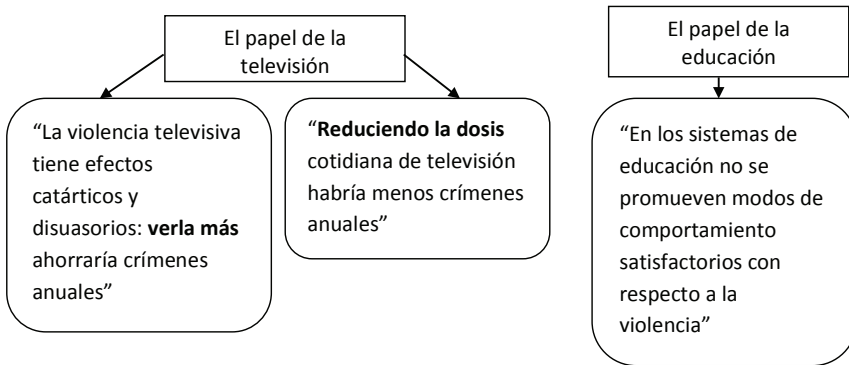 El papel de la
televisión
El papel de la
educación
“La violencia televisiva
tiene efectos
catárticos y
disuasorios: verla más
ahorraría crímenes
anuales”
“Reduciendo la dosis
cotidiana de televisión
habría menos crímenes
anuales”
“En los sistemas de
educación no se
promueven modos de
comportamiento
satisfactorios con
respecto a la
violencia”